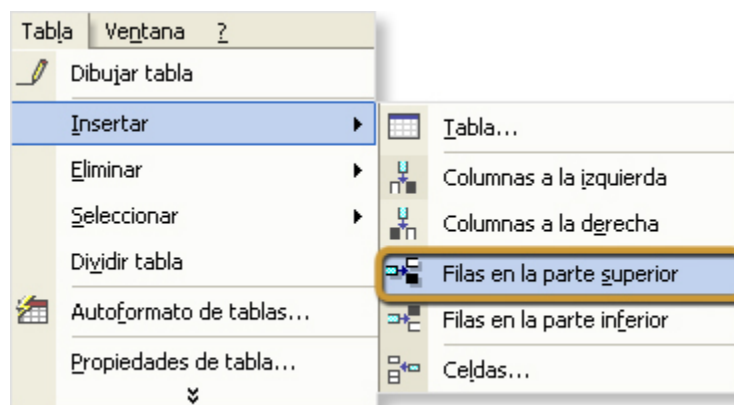 Tabla Ventana ?
Dibujar tabla
Insertar
Eliminar
Seleccionar
Dividir tabla
Autoformato de tablas...
Propiedades de tabla...
Tabla...
Columnas a la izquierda
Columnas a la derecha
Filas en la parte superior
Filas en la parte inferior
Celdas...